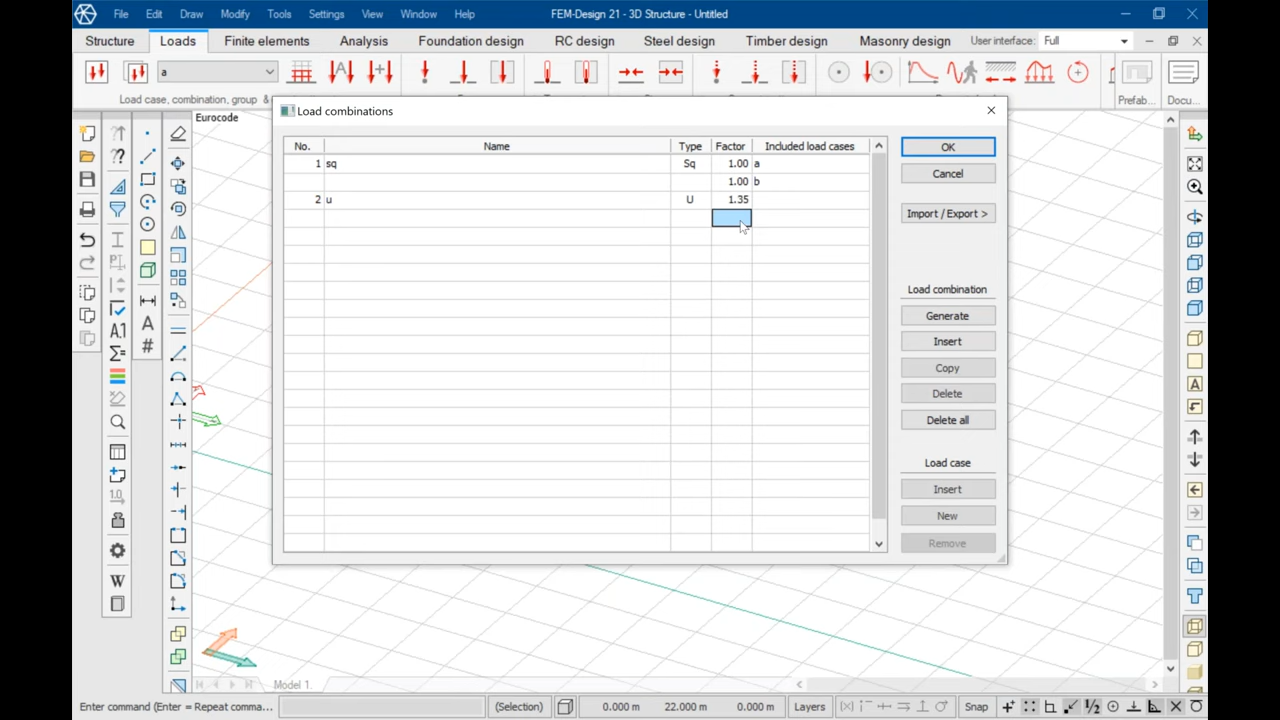 File Edit Draw Modify Tools Settings View Window Help FEM-Design 21 - 3D Structure - Untitled
Structure Loads Finite elements Analysis Foundation design RC design Steel design Timber design Masonry design User interface: Full
a
Load case, combination, group & Prefab... Docu...
Eurocode
Load combinations
No. Name Type Factor Included load cases
1 sq Sq 1.00 a
1.00 b
2 u U 1.35
OK
Cancel
Import / Export >
Load combination
Generate
Insert
Copy
Delete
Delete all
Load case
Insert
New
Remove
Model 1.
Enter command (Enter = Repeat comma... (Selection) 0.000 m 22.000 m 0.000 m Layers Snap